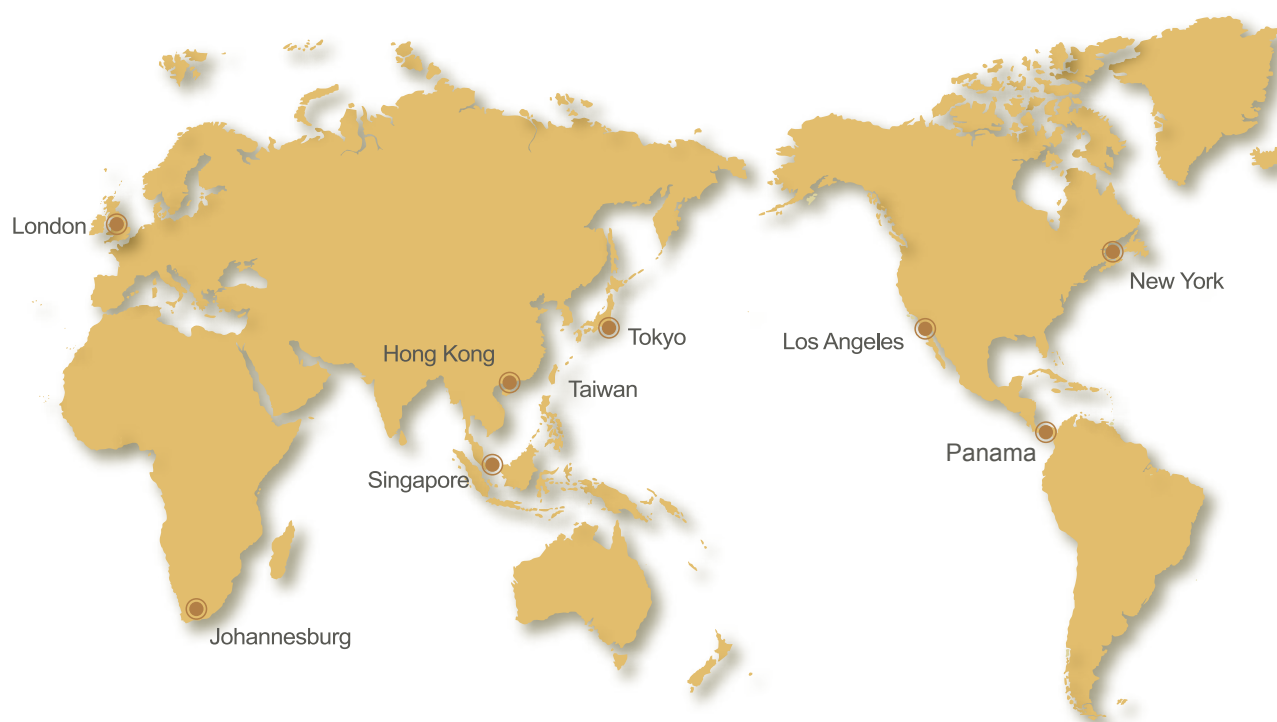 London
New York
Tokyo
Los Angeles
Hong Kong
Taiwan
Panama
Singapore
Johannesburg